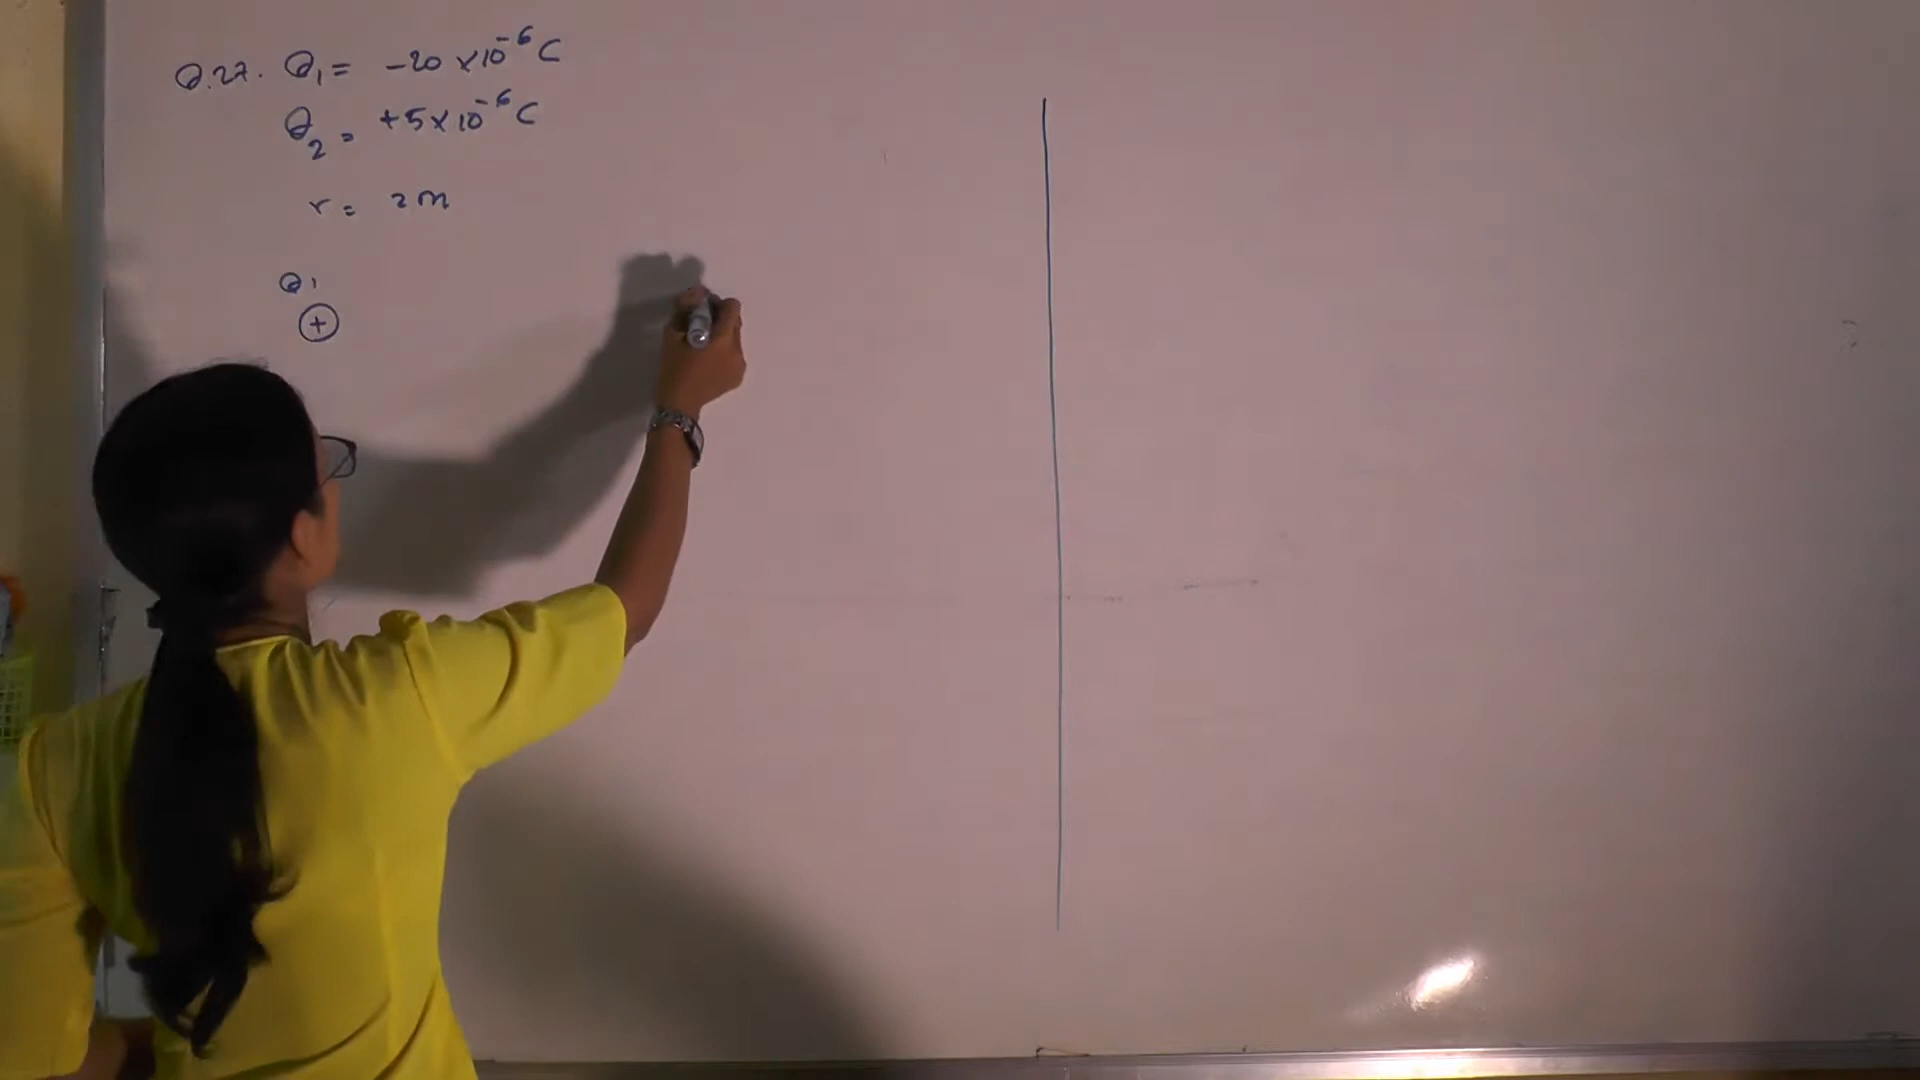 Q.27. Q₁ = -20 × 10⁻⁶ C
Q₂ = +5 × 10⁻⁶ C
r = 2m
Q₁
+